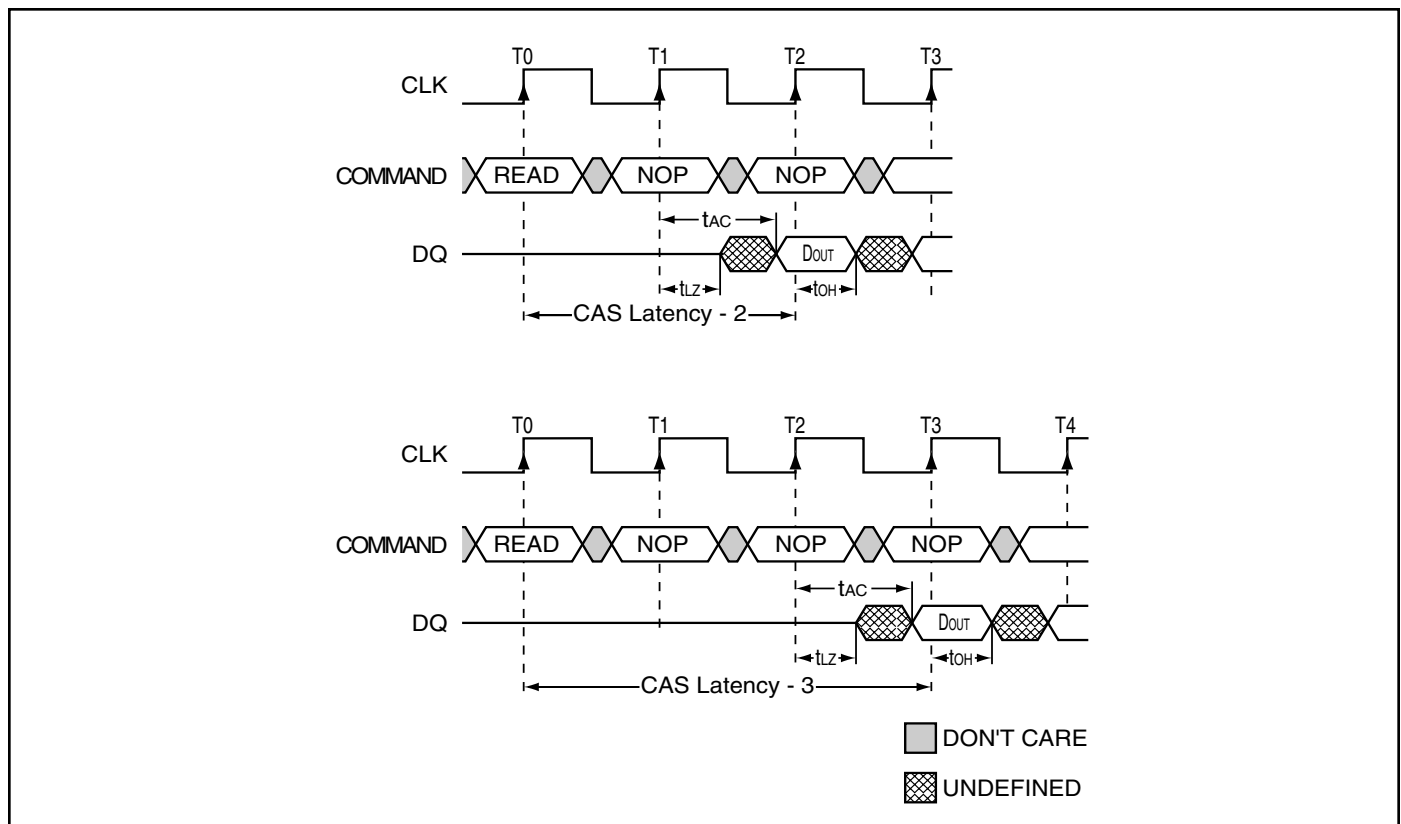 T0 T1 T2 T3
CLK
COMMAND READ NOP NOP
tAC
DQ DOUT
tLZ tOH
CAS Latency - 2
T0 T1 T2 T3 T4
CLK
COMMAND READ NOP NOP NOP
tAC
DQ DOUT
tLZ tOH
CAS Latency - 3
DON'T CARE
UNDEFINED